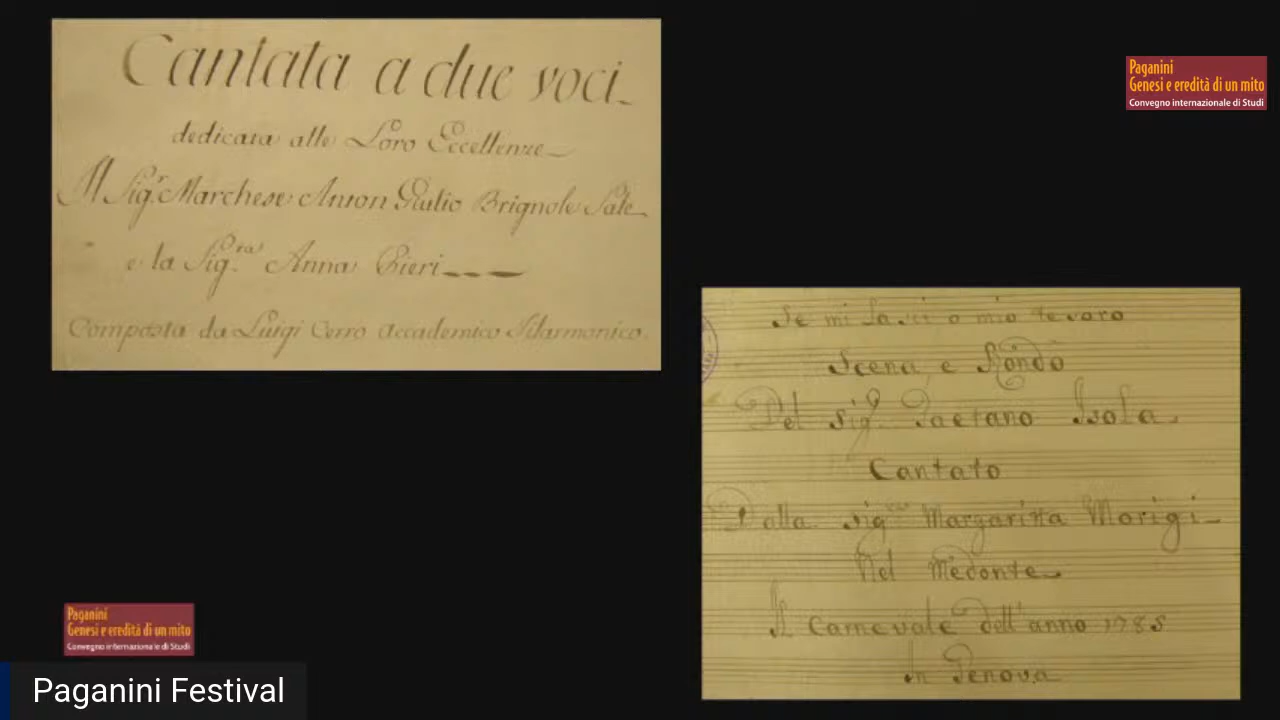 Cantata a due voci
dedicata alle Loro Eccellenze
Il Sig.r Marchese Anton Giulio Brignole Sale
e la Sig.ra Anna Pieri
Composta da Luigi Cerro Accademico Filarmonico.
Paganini
Genesi e eredità di un mito
Convegno internazionale di Studi
Se mi lasci o mio tesoro
Scena e Rondò
Del sig. Gaetano Isola.
Cantato
Dalla sig.ra Margaritta Morigi
Nel Medonte
Il Carnevale dell'anno 1785
In Genova
Paganini
Genesi e eredità di un mito
Convegno internazionale di Studi
Paganini Festival